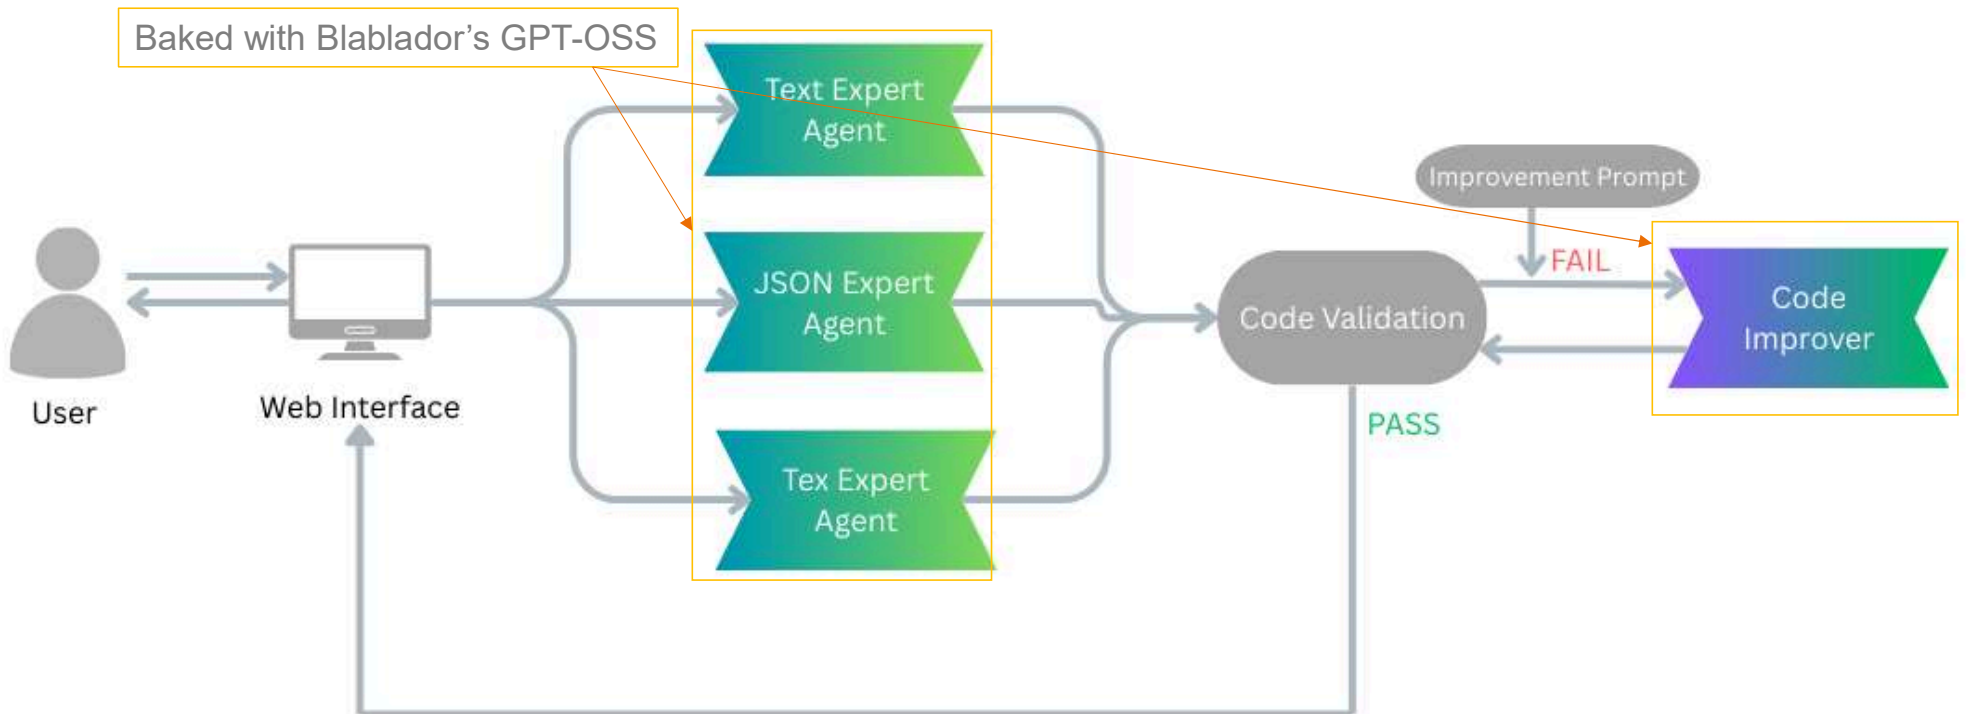 Baked with Blablador’s GPT-OSS
Text Expert
Agent
Improvement Prompt
FAIL
JSON Expert
Agent
Code Validation
Code
Improver
User
Web Interface
PASS
Tex Expert
Agent